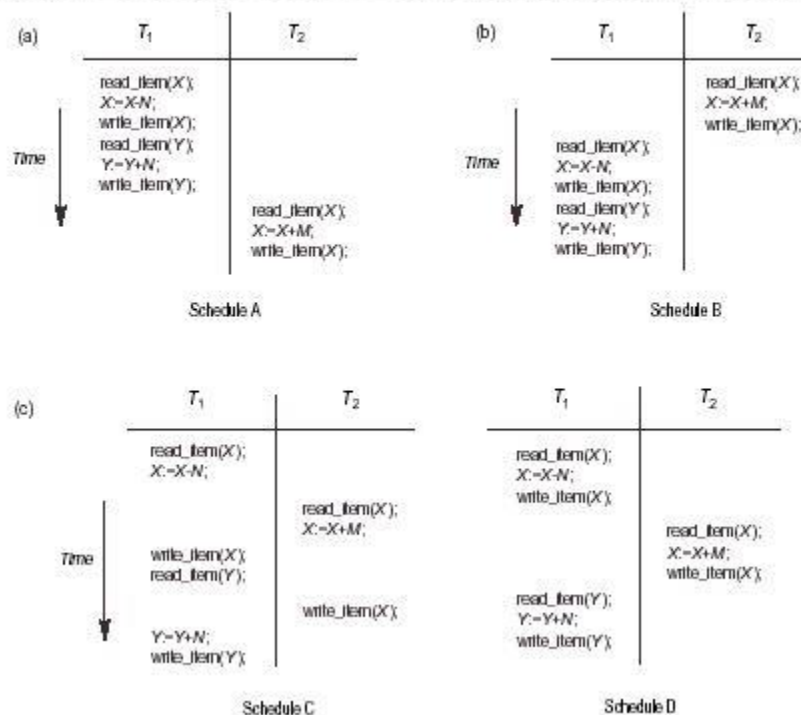 (a)
T1
T2
read_item(X);
X:=X-N;
write_item(X);
read_item(Y);
Y:=Y+N;
write_item(Y);
read_item(X);
X:=X+M;
write_item(X);
Time
Schedule A
(b)
T1
T2
read_item(X);
X:=X+M;
write_item(X);
read_item(X);
X:=X-N;
write_item(X);
read_item(Y);
Y:=Y+N;
write_item(Y);
Time
Schedule B
(c)
T1
T2
read_item(X);
X:=X-N;
read_item(X);
X:=X+M;
write_item(X);
read_item(Y);
write_item(X);
Y:=Y+N;
write_item(Y);
Time
Schedule C
T1
T2
read_item(X);
X:=X-N;
write_item(X);
read_item(X);
X:=X+M;
write_item(X);
read_item(Y);
Y:=Y+N;
write_item(Y);
Schedule D